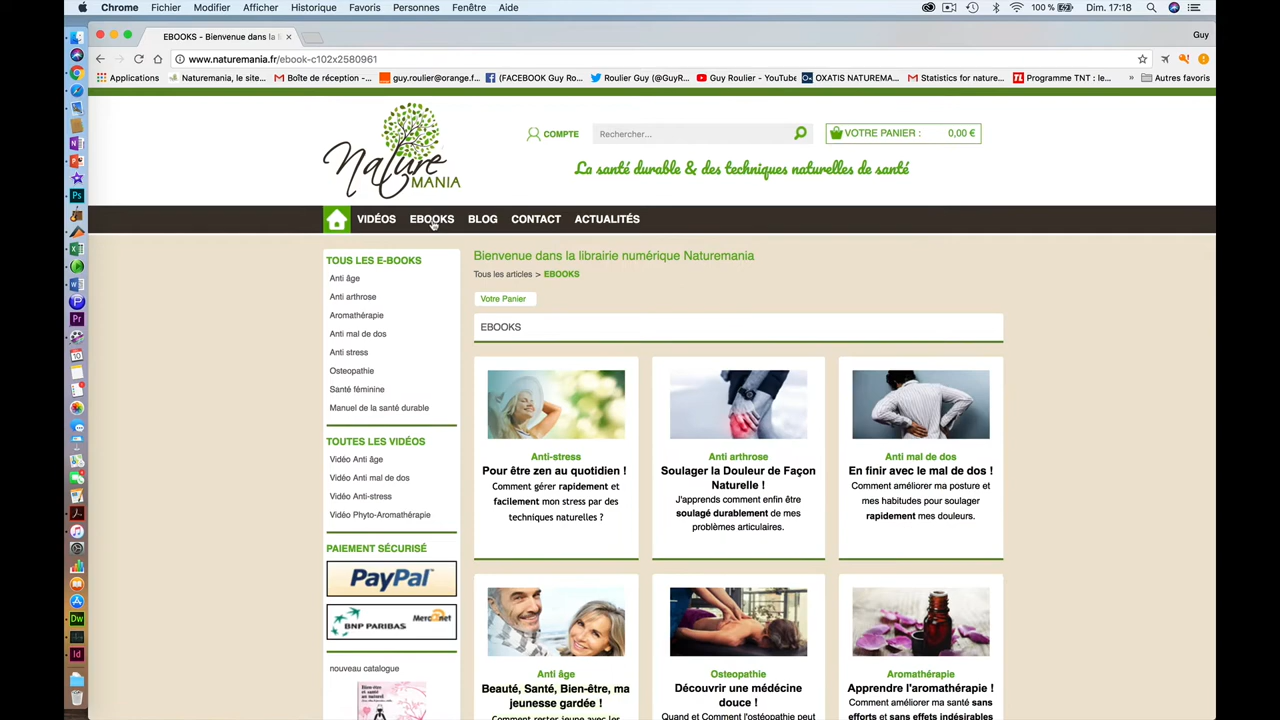 Chrome Fichier Modifier Afficher Historique Favoris Personnes Fenêtre Aide 100 % Dim. 17:18
EBOOKS - Bienvenue dans la l Guy
www.naturemania.fr/ebook-c102x2580961
Applications Naturemania, le site... Boîte de réception -... guy.roulier@orange.f... (FACEBOOK Guy Ro... Roulier Guy (@GuyR... Guy Roulier - YouTube OXATIS NATUREMA... Statistics for nature... Programme TNT : le... » Autres favoris
Nature
MANIA
COMPTE Rechercher... VOTRE PANIER : 0,00 €
La santé durable & des techniques naturelles de santé
VIDÉOS EBOOKS BLOG CONTACT ACTUALITÉS
TOUS LES E-BOOKS
Anti âge
Anti arthrose
Aromathérapie
Anti mal de dos
Anti stress
Osteopathie
Santé féminine
Manuel de la santé durable
TOUTES LES VIDÉOS
Vidéo Anti âge
Vidéo Anti mal de dos
Vidéo Anti-stress
Vidéo Phyto-Aromathérapie
PAIEMENT SÉCURISÉ
PayPal
BNP PARIBAS Merc@net
nouveau catalogue
Bien-être et
santé au
naturel
Bienvenue dans la librairie numérique Naturemania
Tous les articles > EBOOKS
Votre Panier
EBOOKS
Anti-stress
Pour être zen au quotidien !
Comment gérer rapidement et
facilement mon stress par des
techniques naturelles ?
Anti arthrose
Soulager la Douleur de Façon
Naturelle !
J'apprends comment enfin être
soulagé durablement de mes
problèmes articulaires.
Anti mal de dos
En finir avec le mal de dos !
Comment améliorer ma posture et
mes habitudes pour soulager
rapidement mes douleurs.
Anti âge
Beauté, Santé, Bien-être, ma
jeunesse gardée !
Comment rester jeune avec des
Osteopathie
Découvrir une médécine
douce !
Quand et Comment l'ostéopathie peut
Aromathérapie
Apprendre l'aromathérapie !
Comment améliorer ma santé sans
efforts et sans effets indésirables